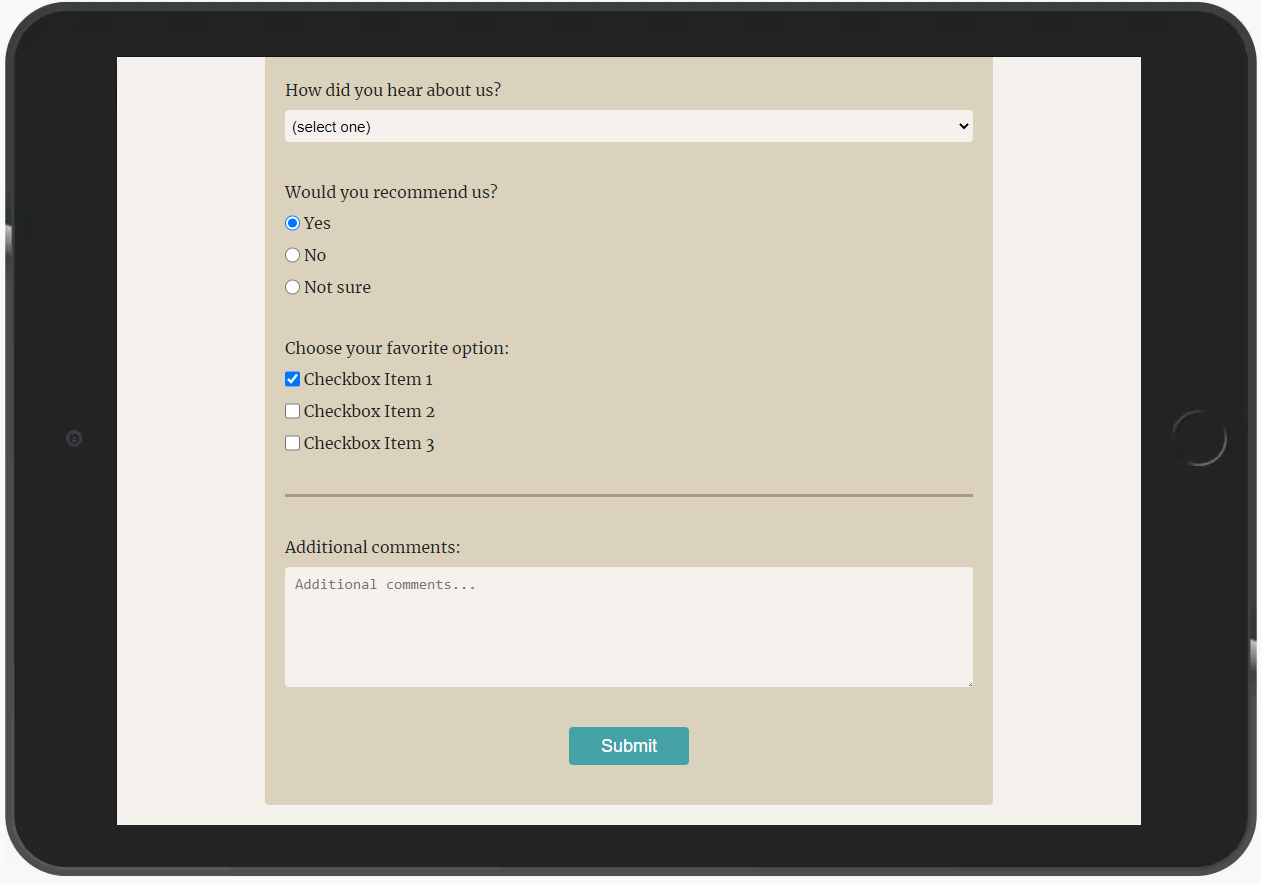 How did you hear about us?
(select one)
Would you recommend us?
Yes
No
Not sure
Choose your favorite option:
Checkbox Item 1
Checkbox Item 2
Checkbox Item 3
Additional comments:
Additional comments...
Submit